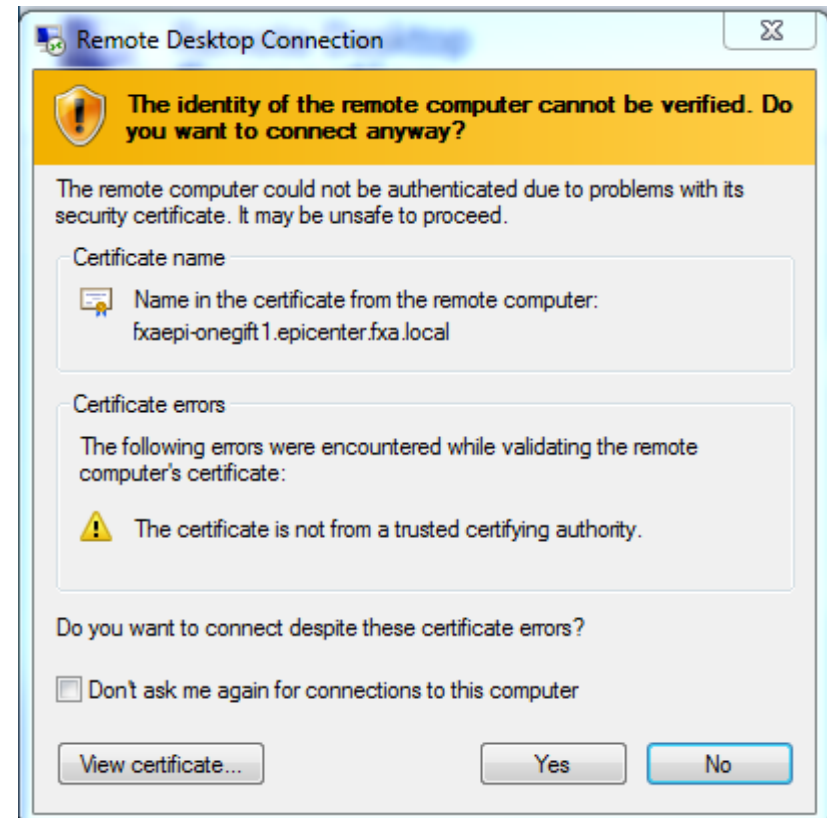 Remote Desktop Connection
The identity of the remote computer cannot be verified. Do
you want to connect anyway?
The remote computer could not be authenticated due to problems with its
security certificate. It may be unsafe to proceed.
Certificate name
Name in the certificate from the remote computer:
fxaepi-onegift1.epicenter.fxa.local
Certificate errors
The following errors were encountered while validating the remote
computer's certificate:
The certificate is not from a trusted certifying authority.
Do you want to connect despite these certificate errors?
Don't ask me again for connections to this computer
View certificate... Yes No